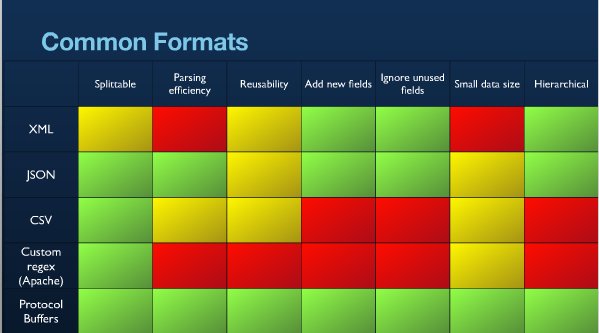 Common Formats
Splittable
Parsing
efficiency
Reusability
Add new fields
Ignore unused
fields
Small data size
Hierarchical
XML
JSON
CSV
Custom
regex
(Apache)
Protocol
Buffers